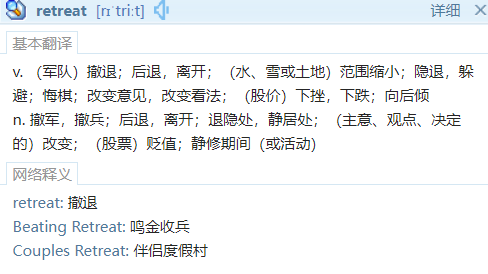 retreat [rɪˈtriːt] 详细
基本翻译
v. （军队）撤退；后退，离开；（水、雪或土地）范围缩小；隐退，躲
避；悔棋；改变意见，改变看法；（股价）下挫，下跌；向后倾
n. 撤军，撤兵；后退，离开；退隐处，静居处；（主意、观点、决定
的）改变；（股票）贬值；静修期间（或活动）
网络释义
retreat: 撤退
Beating Retreat: 鸣金收兵
Couples Retreat: 伴侣度假村